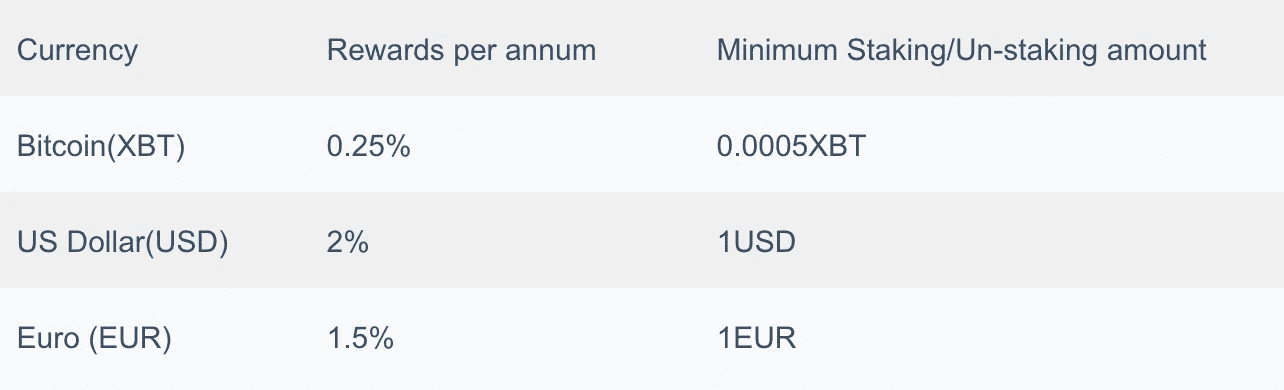 Currency Rewards per annum Minimum Staking/Un-staking amount
Bitcoin(XBT) 0.25% 0.0005XBT
US Dollar(USD) 2% 1USD
Euro (EUR) 1.5% 1EUR